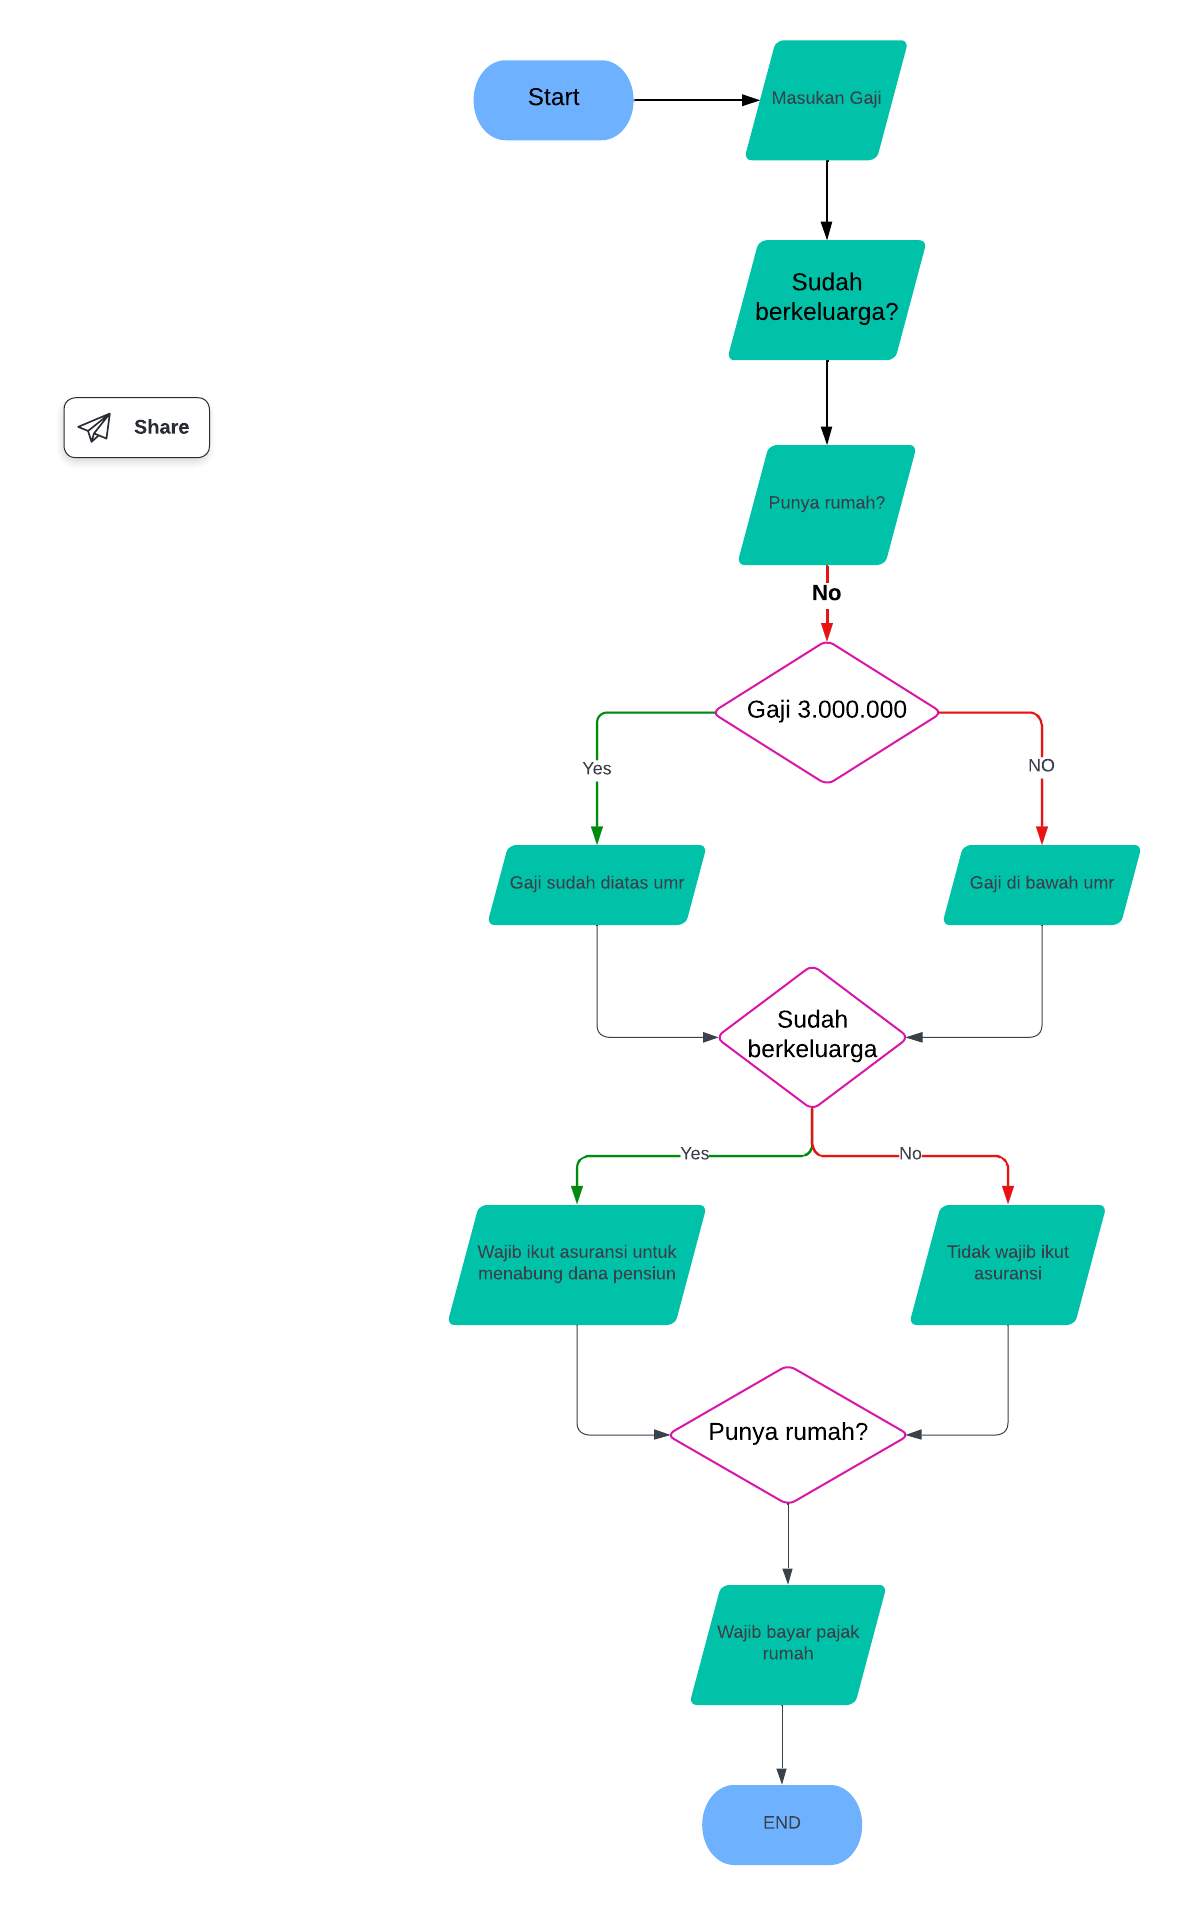 Start
Masukan Gaji
Sudah
berkeluarga?
Share
Punya rumah?
No
Gaji 3.000.000
Yes
NO
Gaji sudah diatas umr
Gaji di bawah umr
Sudah
berkeluarga
Yes
No
Wajib ikut asuransi untuk
menabung dana pensiun
Tidak wajib ikut
asuransi
Punya rumah?
Wajib bayar pajak
rumah
END